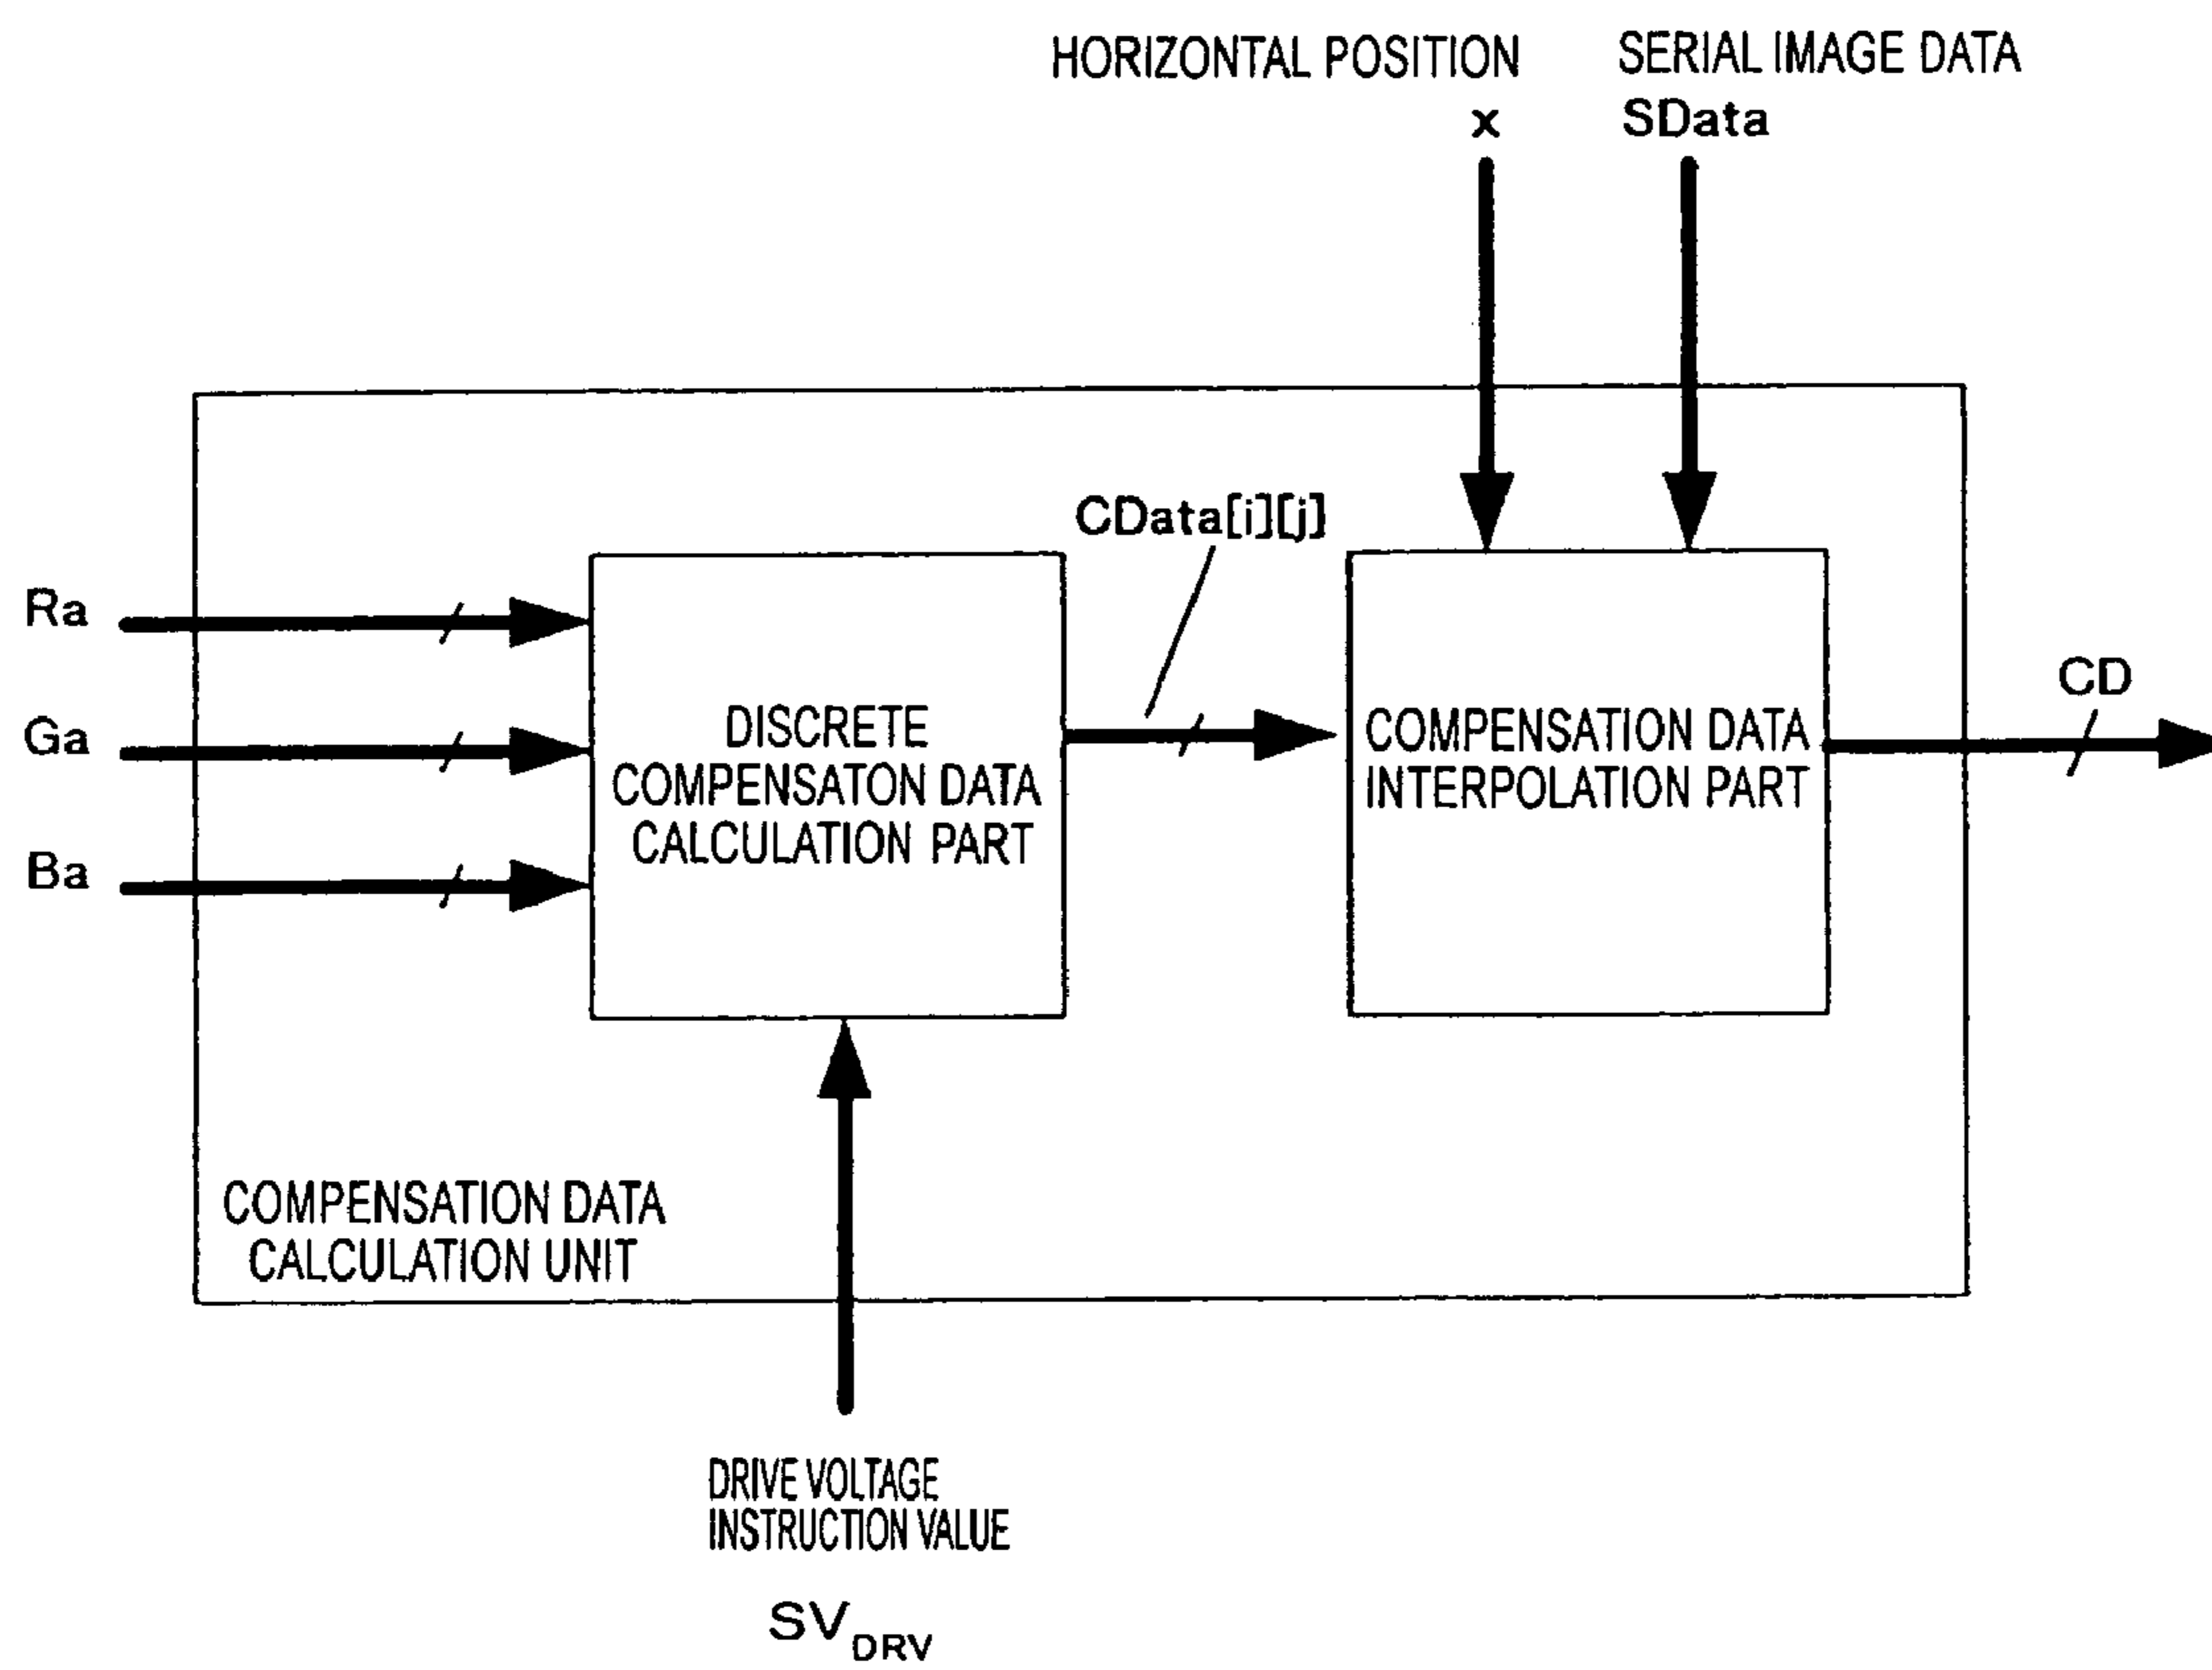 HORIZONTAL POSITION
x
SERIAL IMAGE DATA
SData
CData[i][j]
Ra
Ga
Ba
DISCRETE
COMPENSATON DATA
CALCULATION PART
COMPENSATION DATA
INTERPOLATION PART
CD
COMPENSATION DATA
CALCULATION UNIT
DRIVE VOLTAGE
INSTRUCTION VALUE
SV_DRV